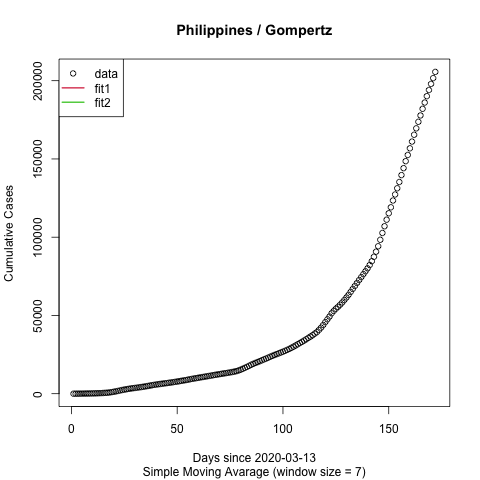 Philippines / Gompertz
data
fit1
fit2
Cumulative Cases
200000
150000
100000
50000
0
0
50
100
150
Days since 2020-03-13
Simple Moving Avarage (window size = 7)